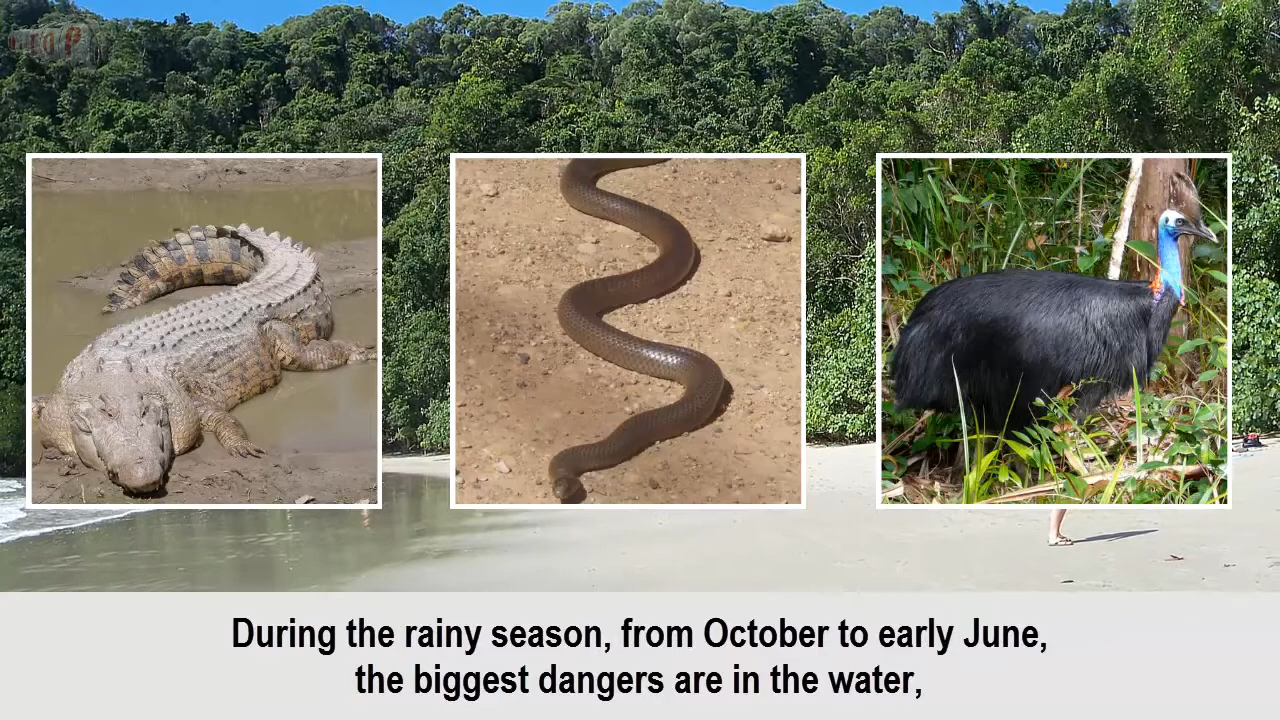 During the rainy season, from October to early June,
the biggest dangers are in the water,